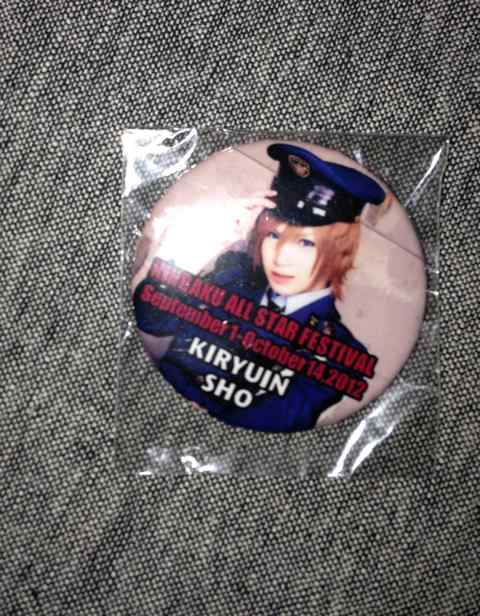 ALL STAR FESTIVAL
September 1-October 14.2012
KIRYUIN
SHO